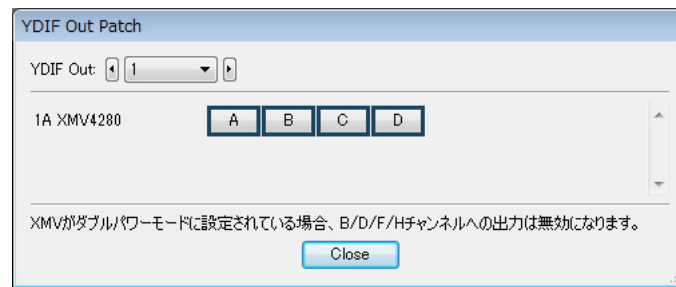 YDIF Out Patch
YDIF Out: 1
1A XMV4280 A B C D
XMVがダブルパワーモードに設定されている場合、B/D/F/Hチャンネルへの出力は無効になります。
Close